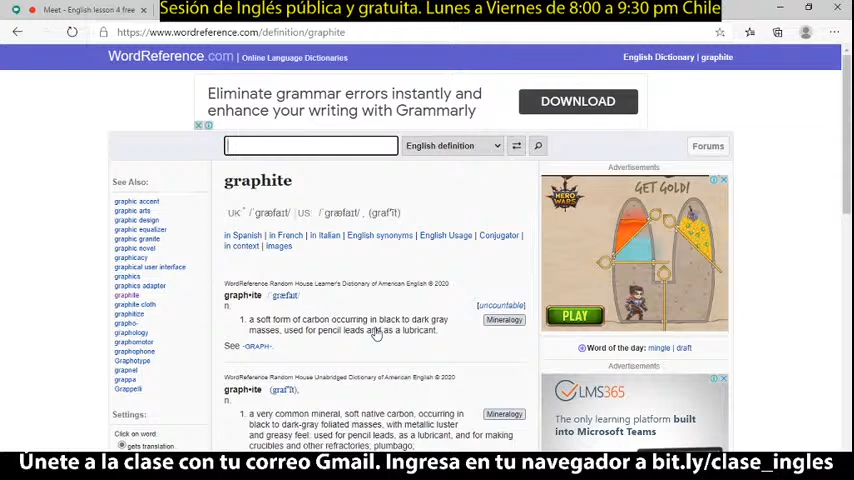 Sesión de Inglés pública y gratuita. Lunes a Viernes de 8:00 a 9:30 pm Chile
Meet - English lesson 4 free
https://www.wordreference.com/definition/graphite
WordReference.com | Online Language Dictionaries
English Dictionary | graphite
Eliminate grammar errors instantly and
enhance your writing with Grammarly
DOWNLOAD
English definition
Forums
See Also:
graphic accent
graphic arts
graphic design
graphic equalizer
graphic granite
graphic novel
graphicacy
graphical user interface
graphics
graphics adapter
graphite
graphite cloth
graphitize
grapho-
graphology
graphomotor
graphophone
Graphotype
grapnel
grappa
Grappelli
Settings:
Click on word:
gets translation
graphite
UK /ˈgræfaɪt/ US: /ˈgræfaɪt/ , (grafˈīt)
in Spanish | in French | in Italian | English synonyms | English Usage | Conjugator |
in context | images
WordReference Random House Learner's Dictionary of American English © 2020
graph•ite /ˈgræfaɪt/
n.
[uncountable]
1. a soft form of carbon occurring in black to dark gray
masses, used for pencil leads and as a lubricant.
Mineralogy
See -GRAPH-.
WordReference Random House Unabridged Dictionary of American English © 2020
graph•ite (grafˈīt),
n.
1. a very common mineral, soft native carbon, occurring in
black to dark-gray foliated masses, with metallic luster
and greasy feel: used for pencil leads, as a lubricant, and for making
crucibles and other refractories; plumbago;
Mineralogy
Advertisements
HERO
WARS
GET GOLD!
PLAY
Word of the day: mingle | draft
Advertisements
LMS365
The only learning platform built
into Microsoft Teams
Únete a la clase con tu correo Gmail. Ingresa en tu navegador a bit.ly/clase_ingles